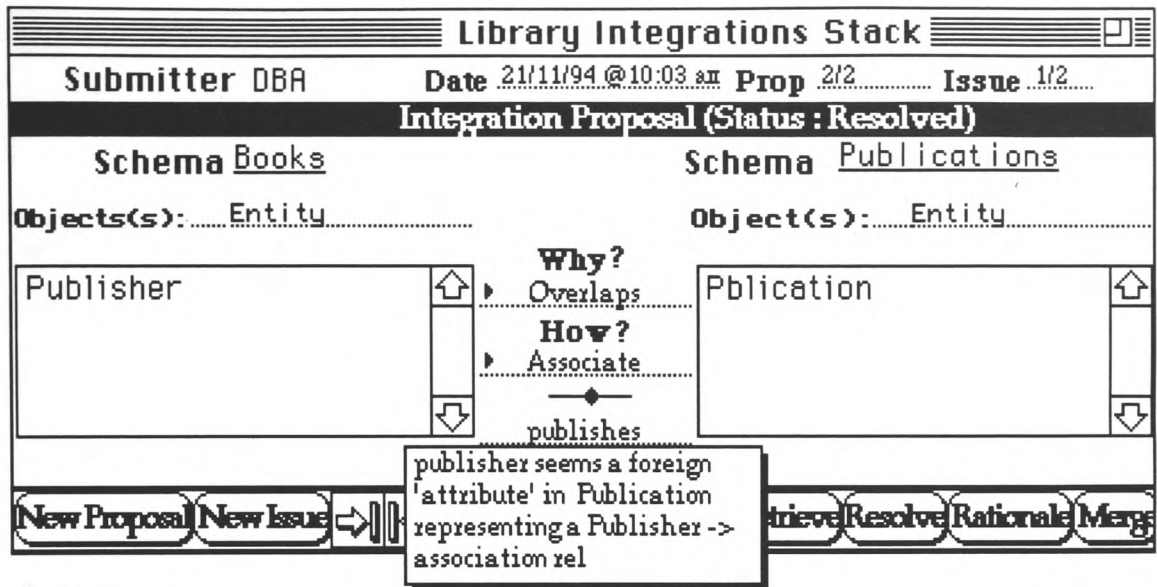 Library Integrations Stack
Submitter DBA Date 21/11/94 @10:03 am Prop 2/2 Issue 1/2
Integration Proposal (Status : Resolved)
Schema Books Schema Publications
Objects(s): Entity Object(s): Entity
Why?
Publisher Overlaps Pblication
How?
Associate
publishes
publisher seems a foreign
'attribute' in Publication
representing a Publisher ->
association rel
New Proposal New Issue trieve Resolve Rationale Merge